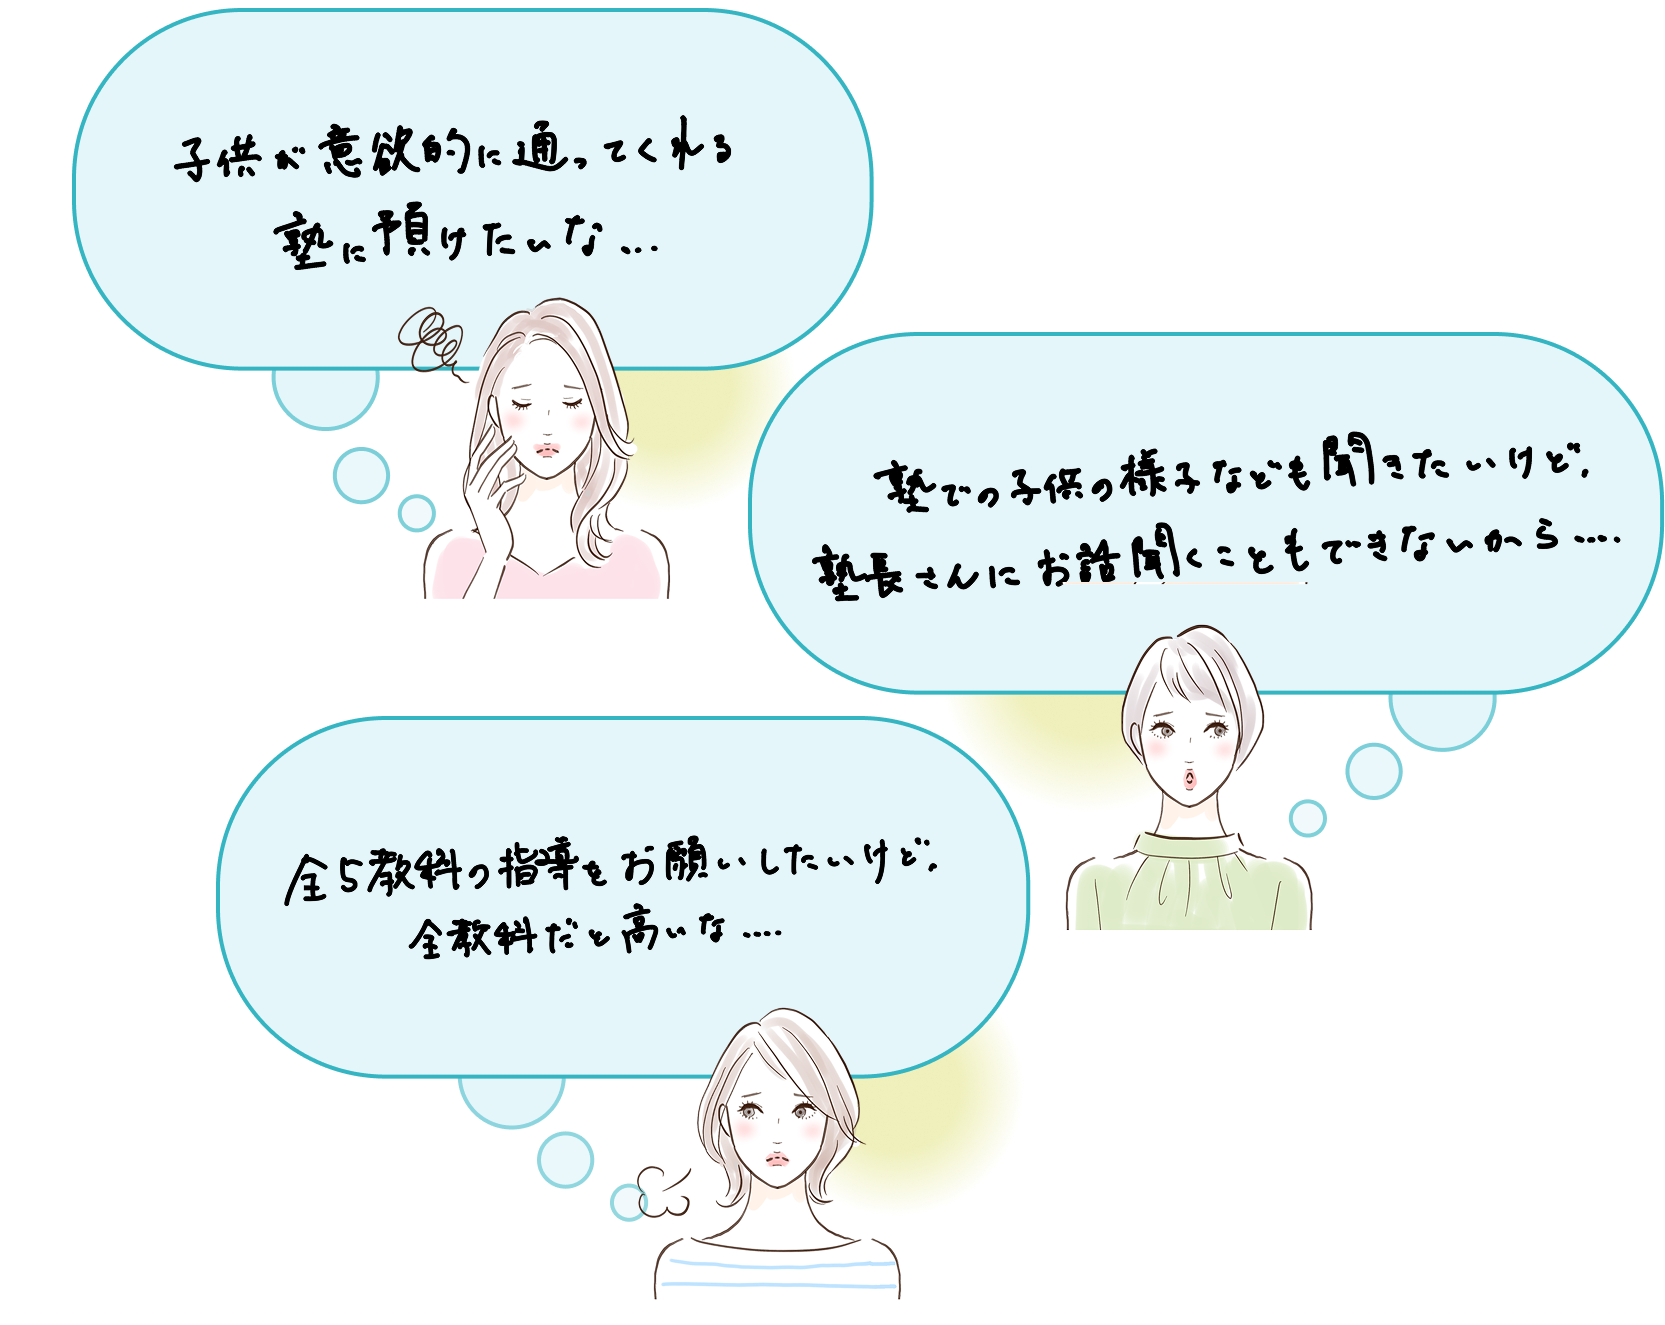 子供が意欲的に通ってくれる
塾に預けたいな...
塾での子供の様子なども聞きたいけど、
塾長さんにお話聞くこともできないから....
全5教科の指導をお願いしたいけど、
全教科だと高いな....